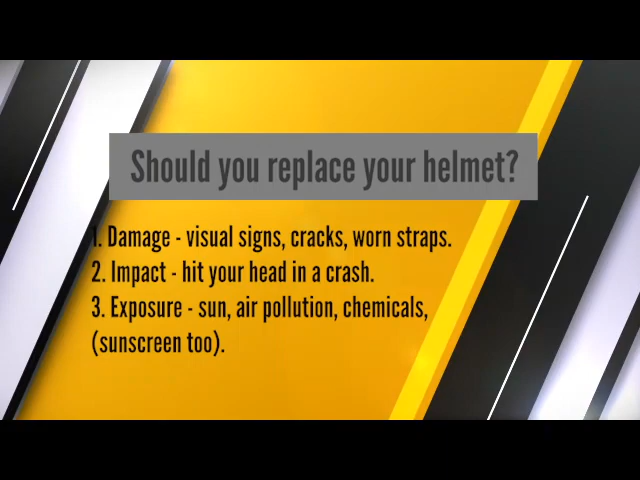 Should you replace your helmet?
1. Damage - visual signs, cracks, worn straps.
2. Impact - hit your head in a crash.
3. Exposure - sun, air pollution, chemicals,
(sunscreen too).